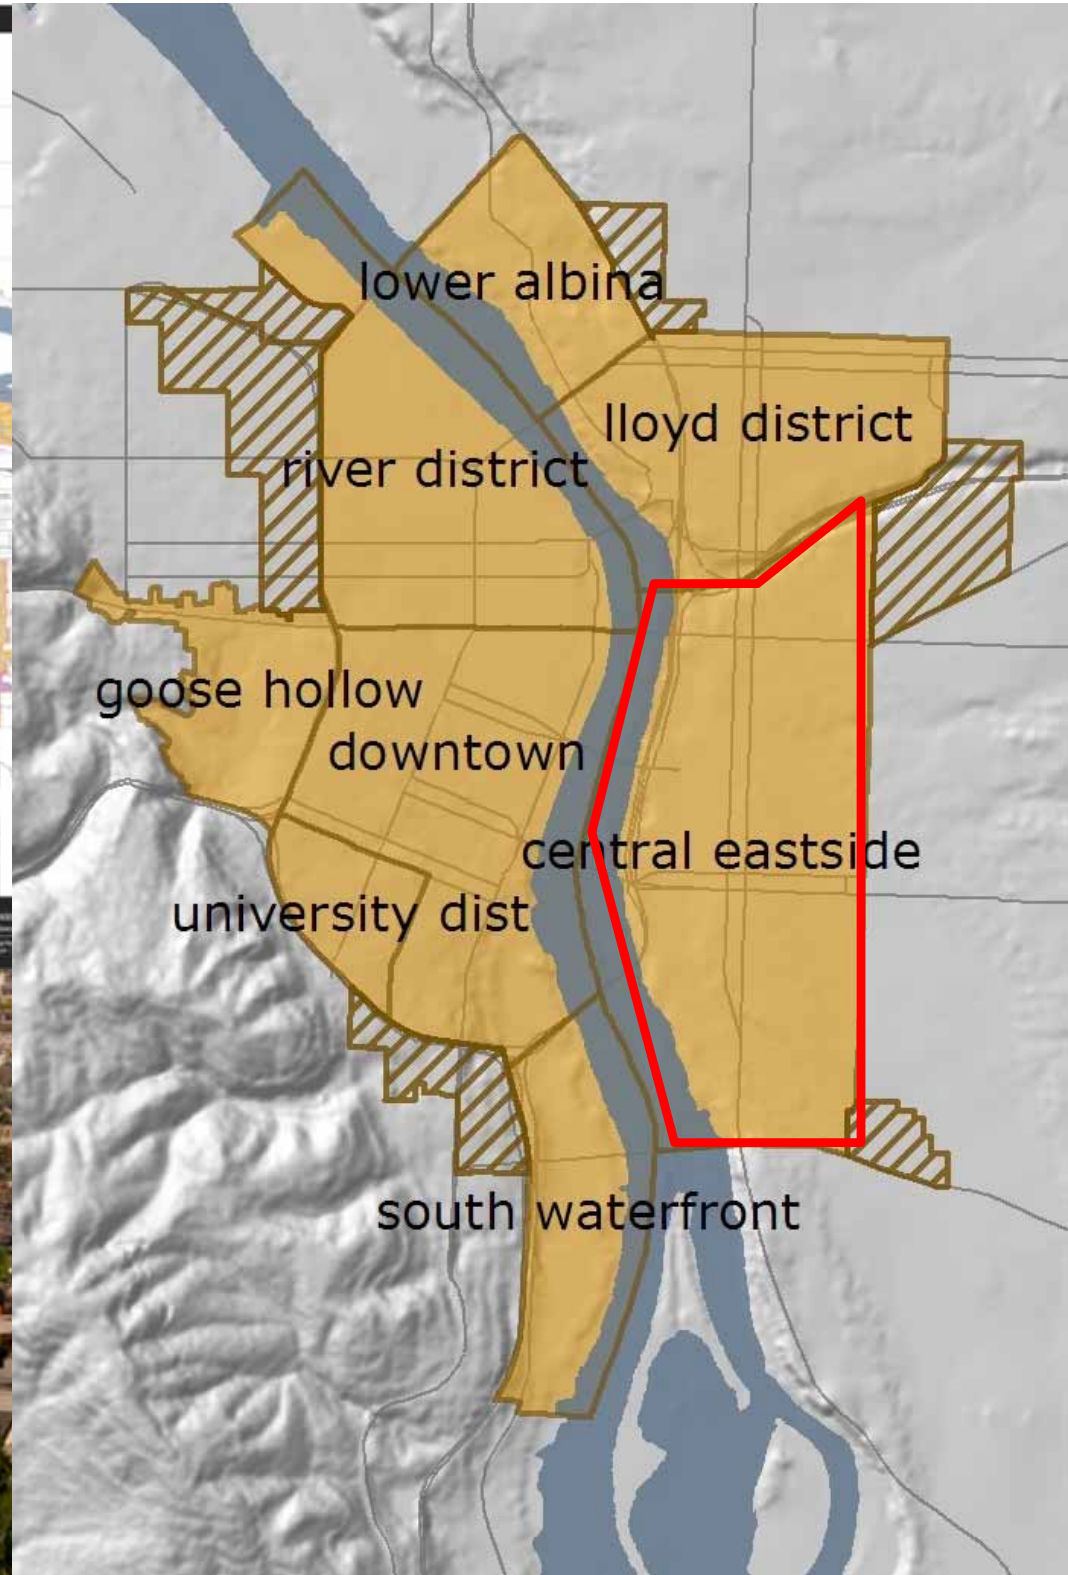 lower albina
lloyd district
river district
goose hollow
downtown
central eastside
university dist
south waterfront